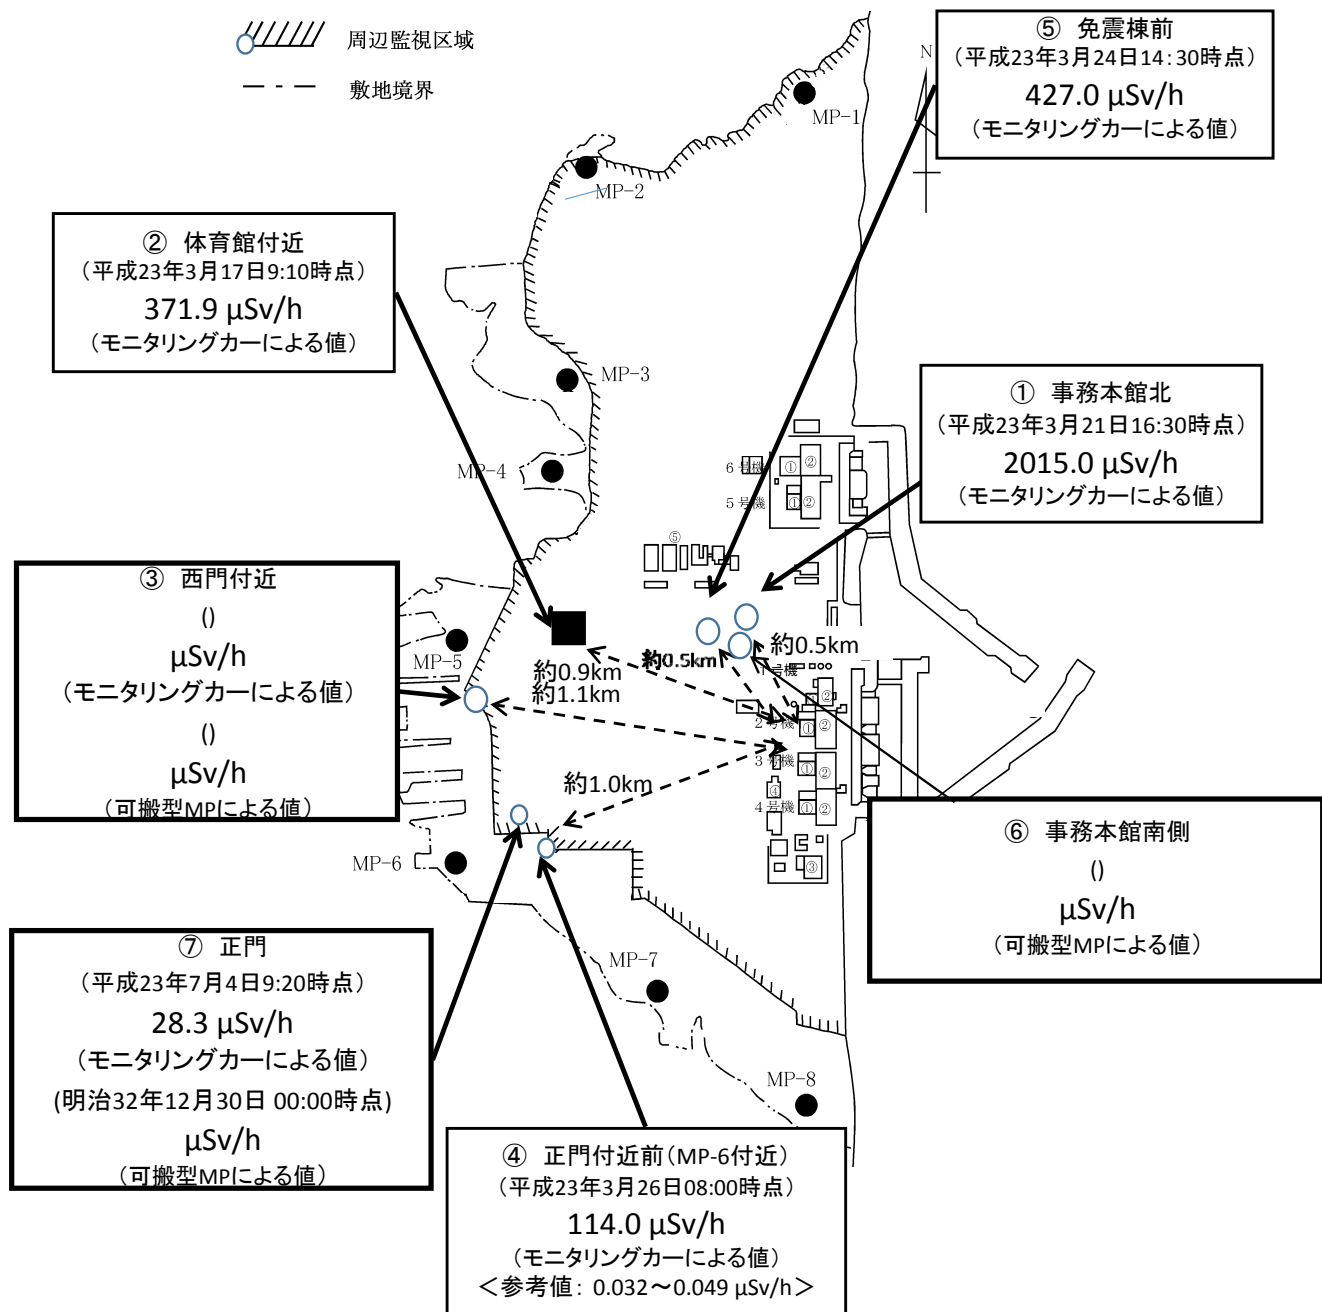 周辺監視区域
敷地境界
⑤ 免震棟前
（平成23年3月24日14：30時点）
427.0 μSv/h
（モニタリングカーによる値）
N
MP-1
MP-2
② 体育館付近
（平成23年3月17日9:10時点）
371.9 μSv/h
（モニタリングカーによる値）
MP-3
① 事務本館北
（平成23年3月21日16:30時点）
2015.0 μSv/h
（モニタリングカーによる値）
MP-4
6号機
①
②
5号機
①
②
⑤
③ 西門付近
()
μSv/h
（モニタリングカーによる値）
()
μSv/h
（可搬型MPによる値）
MP-5
約0.9km
約1.1km
約0.5km
約0.5km
1号機
②
2号機
①
②
3号機
①
②
約1.0km
④
4号機
①
②
③
⑥ 事務本館南側
()
μSv/h
（可搬型MPによる値）
MP-6
⑦ 正門
（平成23年7月4日9:20時点）
28.3 μSv/h
（モニタリングカーによる値）
(明治32年12月30日 00:00時点)
μSv/h
（可搬型MPによる値）
MP-7
MP-8
④ 正門付近前（MP-6付近）
（平成23年3月26日08:00時点）
114.0 μSv/h
（モニタリングカーによる値）
＜参考値：0.032～0.049 μSv/h＞